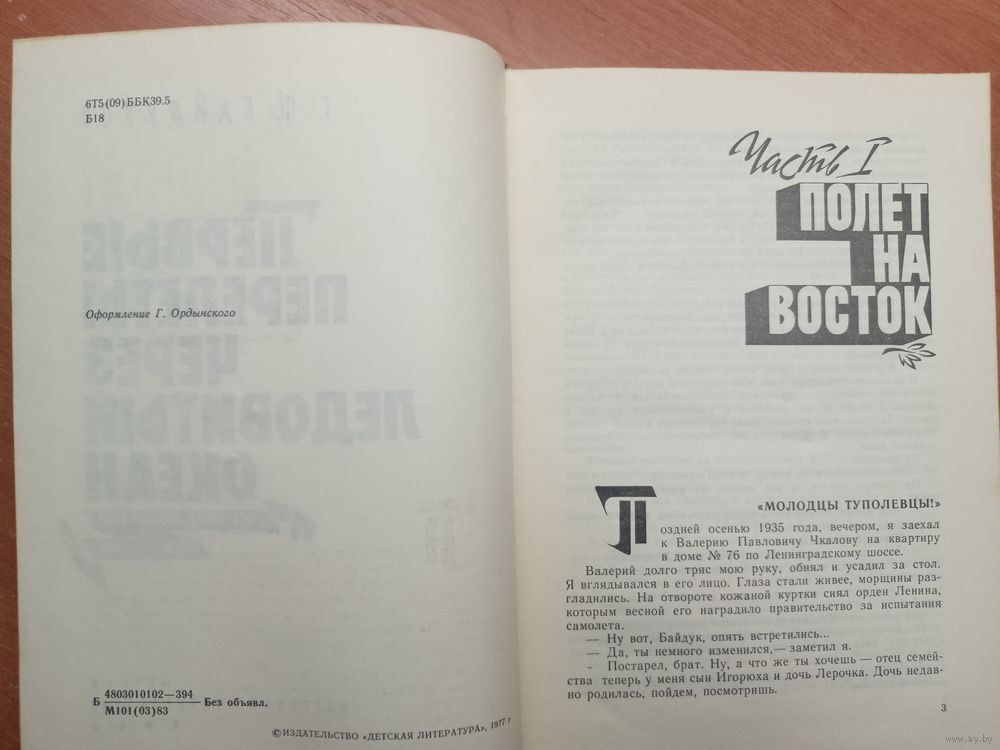 6Т5(09)ББК39.5
Б18
Оформление Г. Ордынского
Б 4803010102—394 Без объявл.
М101(03)83
©ИЗДАТЕЛЬСТВО «ДЕТСКАЯ ЛИТЕРАТУРА», 1977 г.
Часть I
ПОЛЕТ
НА
ВОСТОК
«МОЛОДЦЫ ТУПОЛЕВЦЫ!»
Поздней осенью 1935 года, вечером, я заехал
к Валерию Павловичу Чкалову на квартиру
в доме № 76 по Ленинградскому шоссе.
Валерий долго тряс мою руку, обнял и усадил за стол.
Я вглядывался в его лицо. Глаза стали живее, морщины раз-
гладились. На отвороте кожаной куртки сиял орден Ленина,
которым весной его наградило правительство за испытания
самолета.
— Ну вот, Байдук, опять встретились...
— Да, ты немного изменился,— заметил я.
– Постарел, брат. Ну, а что же ты хочешь — отец семей-
ства теперь у меня сын Игорюха и дочь Лерочка. Дочь недав-
но родилась, пойдем, посмотришь.
3
www.ay.by